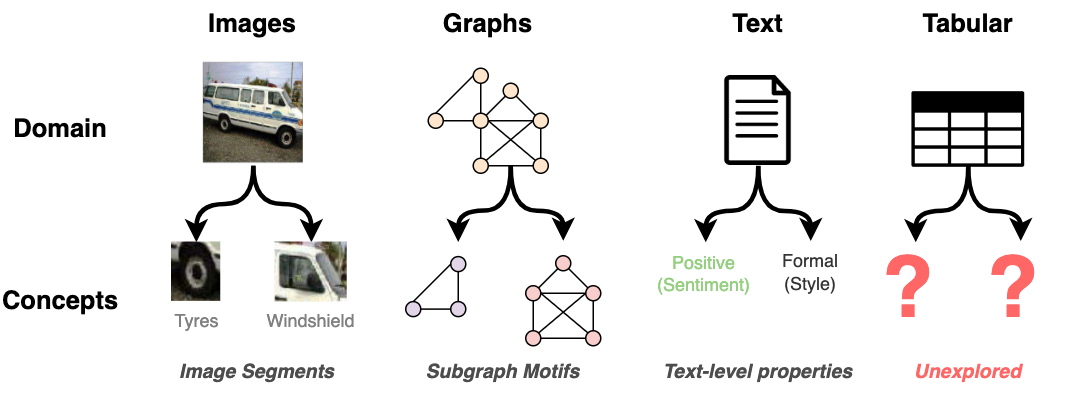 Images
Graphs
Text
Tabular
Domain
Concepts
Tyres
Windshield
Positive
(Sentiment)
Formal
(Style)
?
?
Image Segments
Subgraph Motifs
Text-level properties
Unexplored